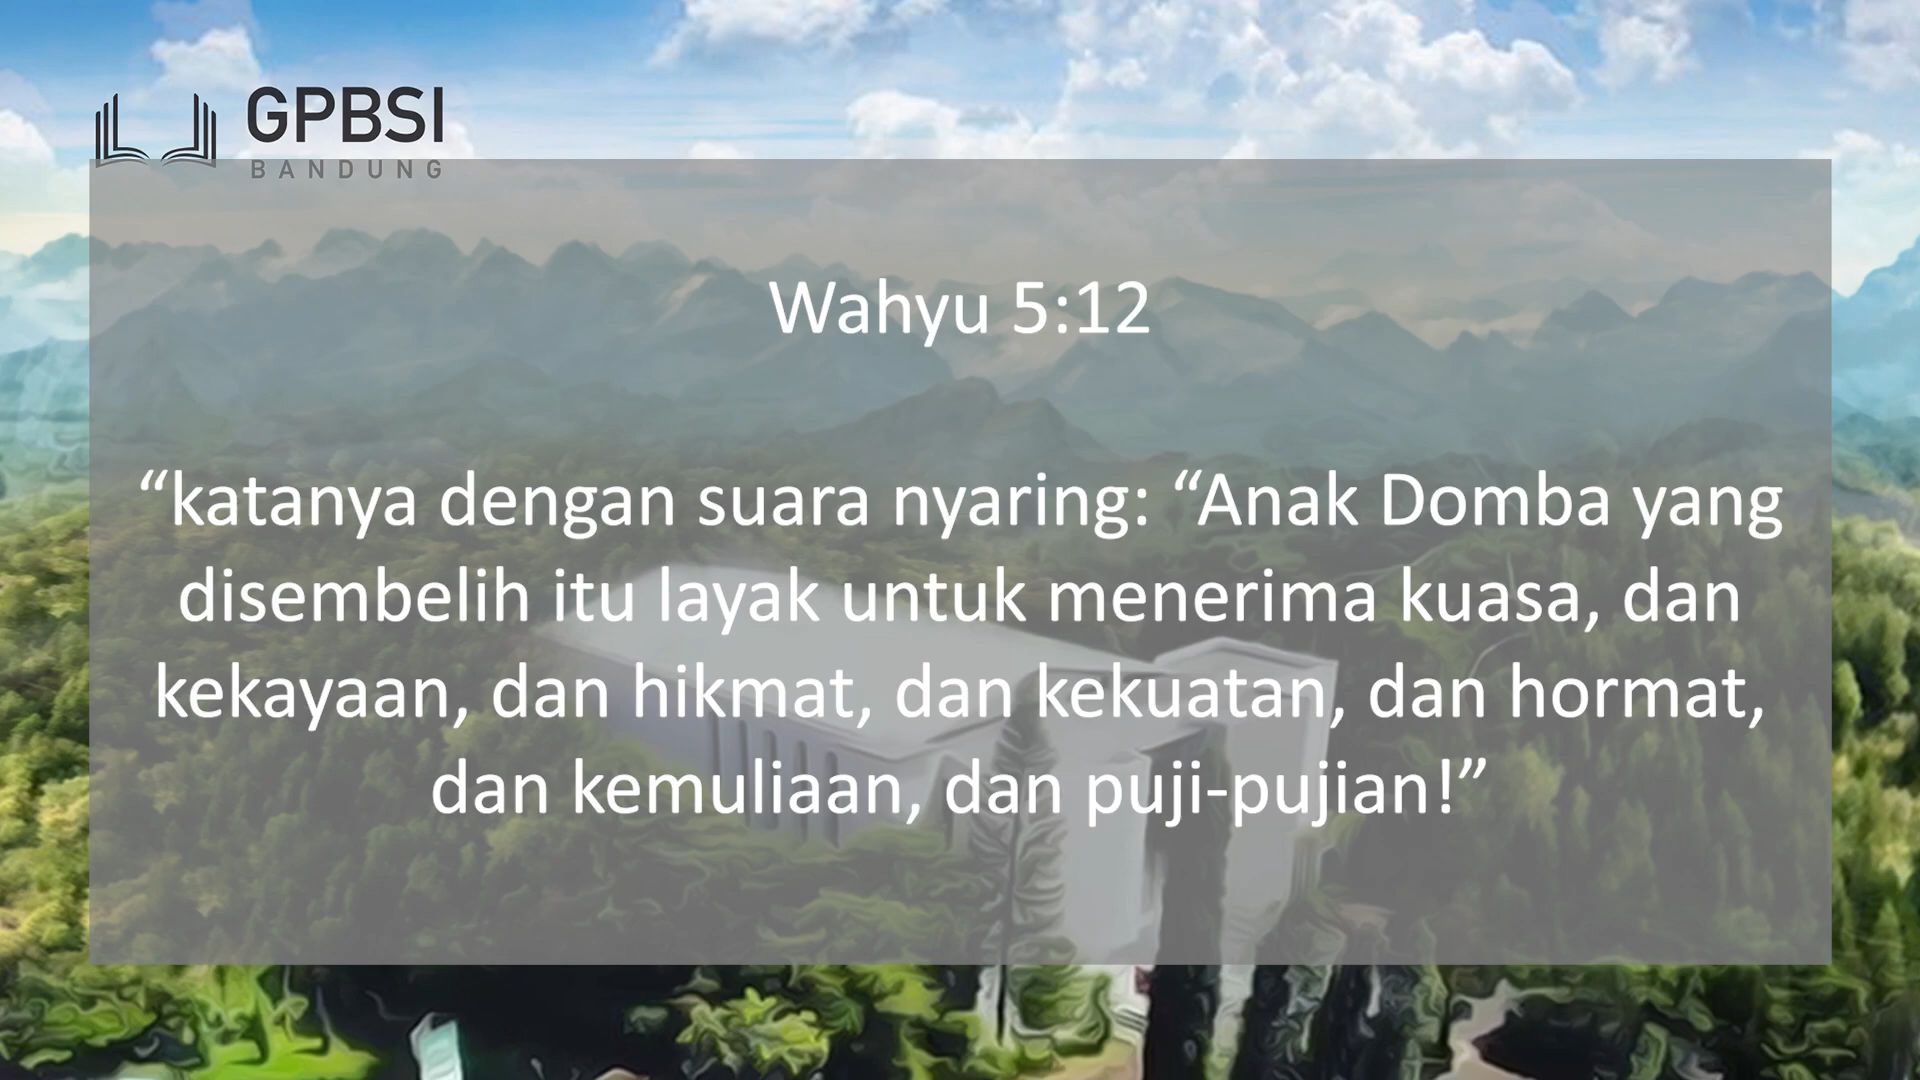 GPBSI
BANDUNG
Wahyu 5:12
“katanya dengan suara nyaring: “Anak Domba yang
disembelih itu layak untuk menerima kuasa, dan
kekayaan, dan hikmat, dan kekuatan, dan hormat,
dan kemuliaan, dan puji-pujian!”